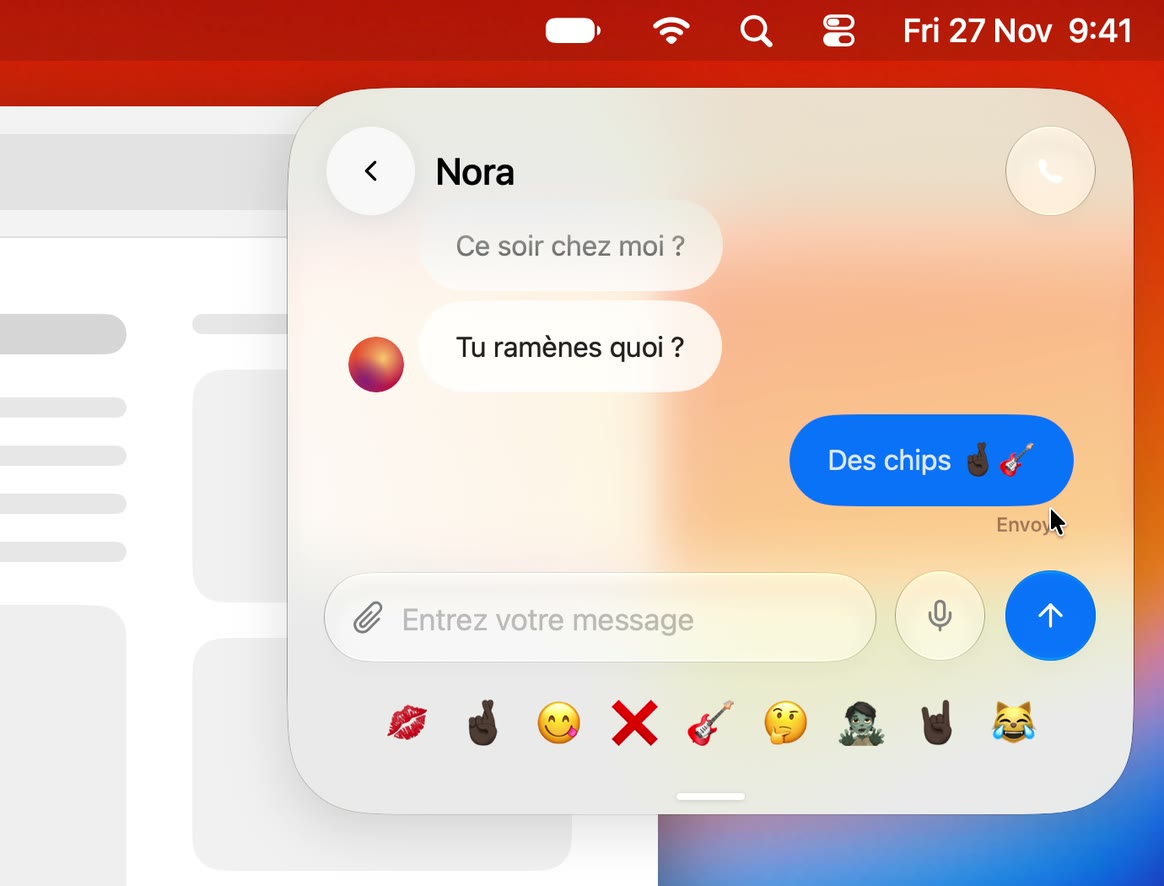 Fri 27 Nov 9:41
Nora
Ce soir chez moi ?
Tu ramènes quoi ?
Des chips 🤞🏿🎸
Entrez votre message